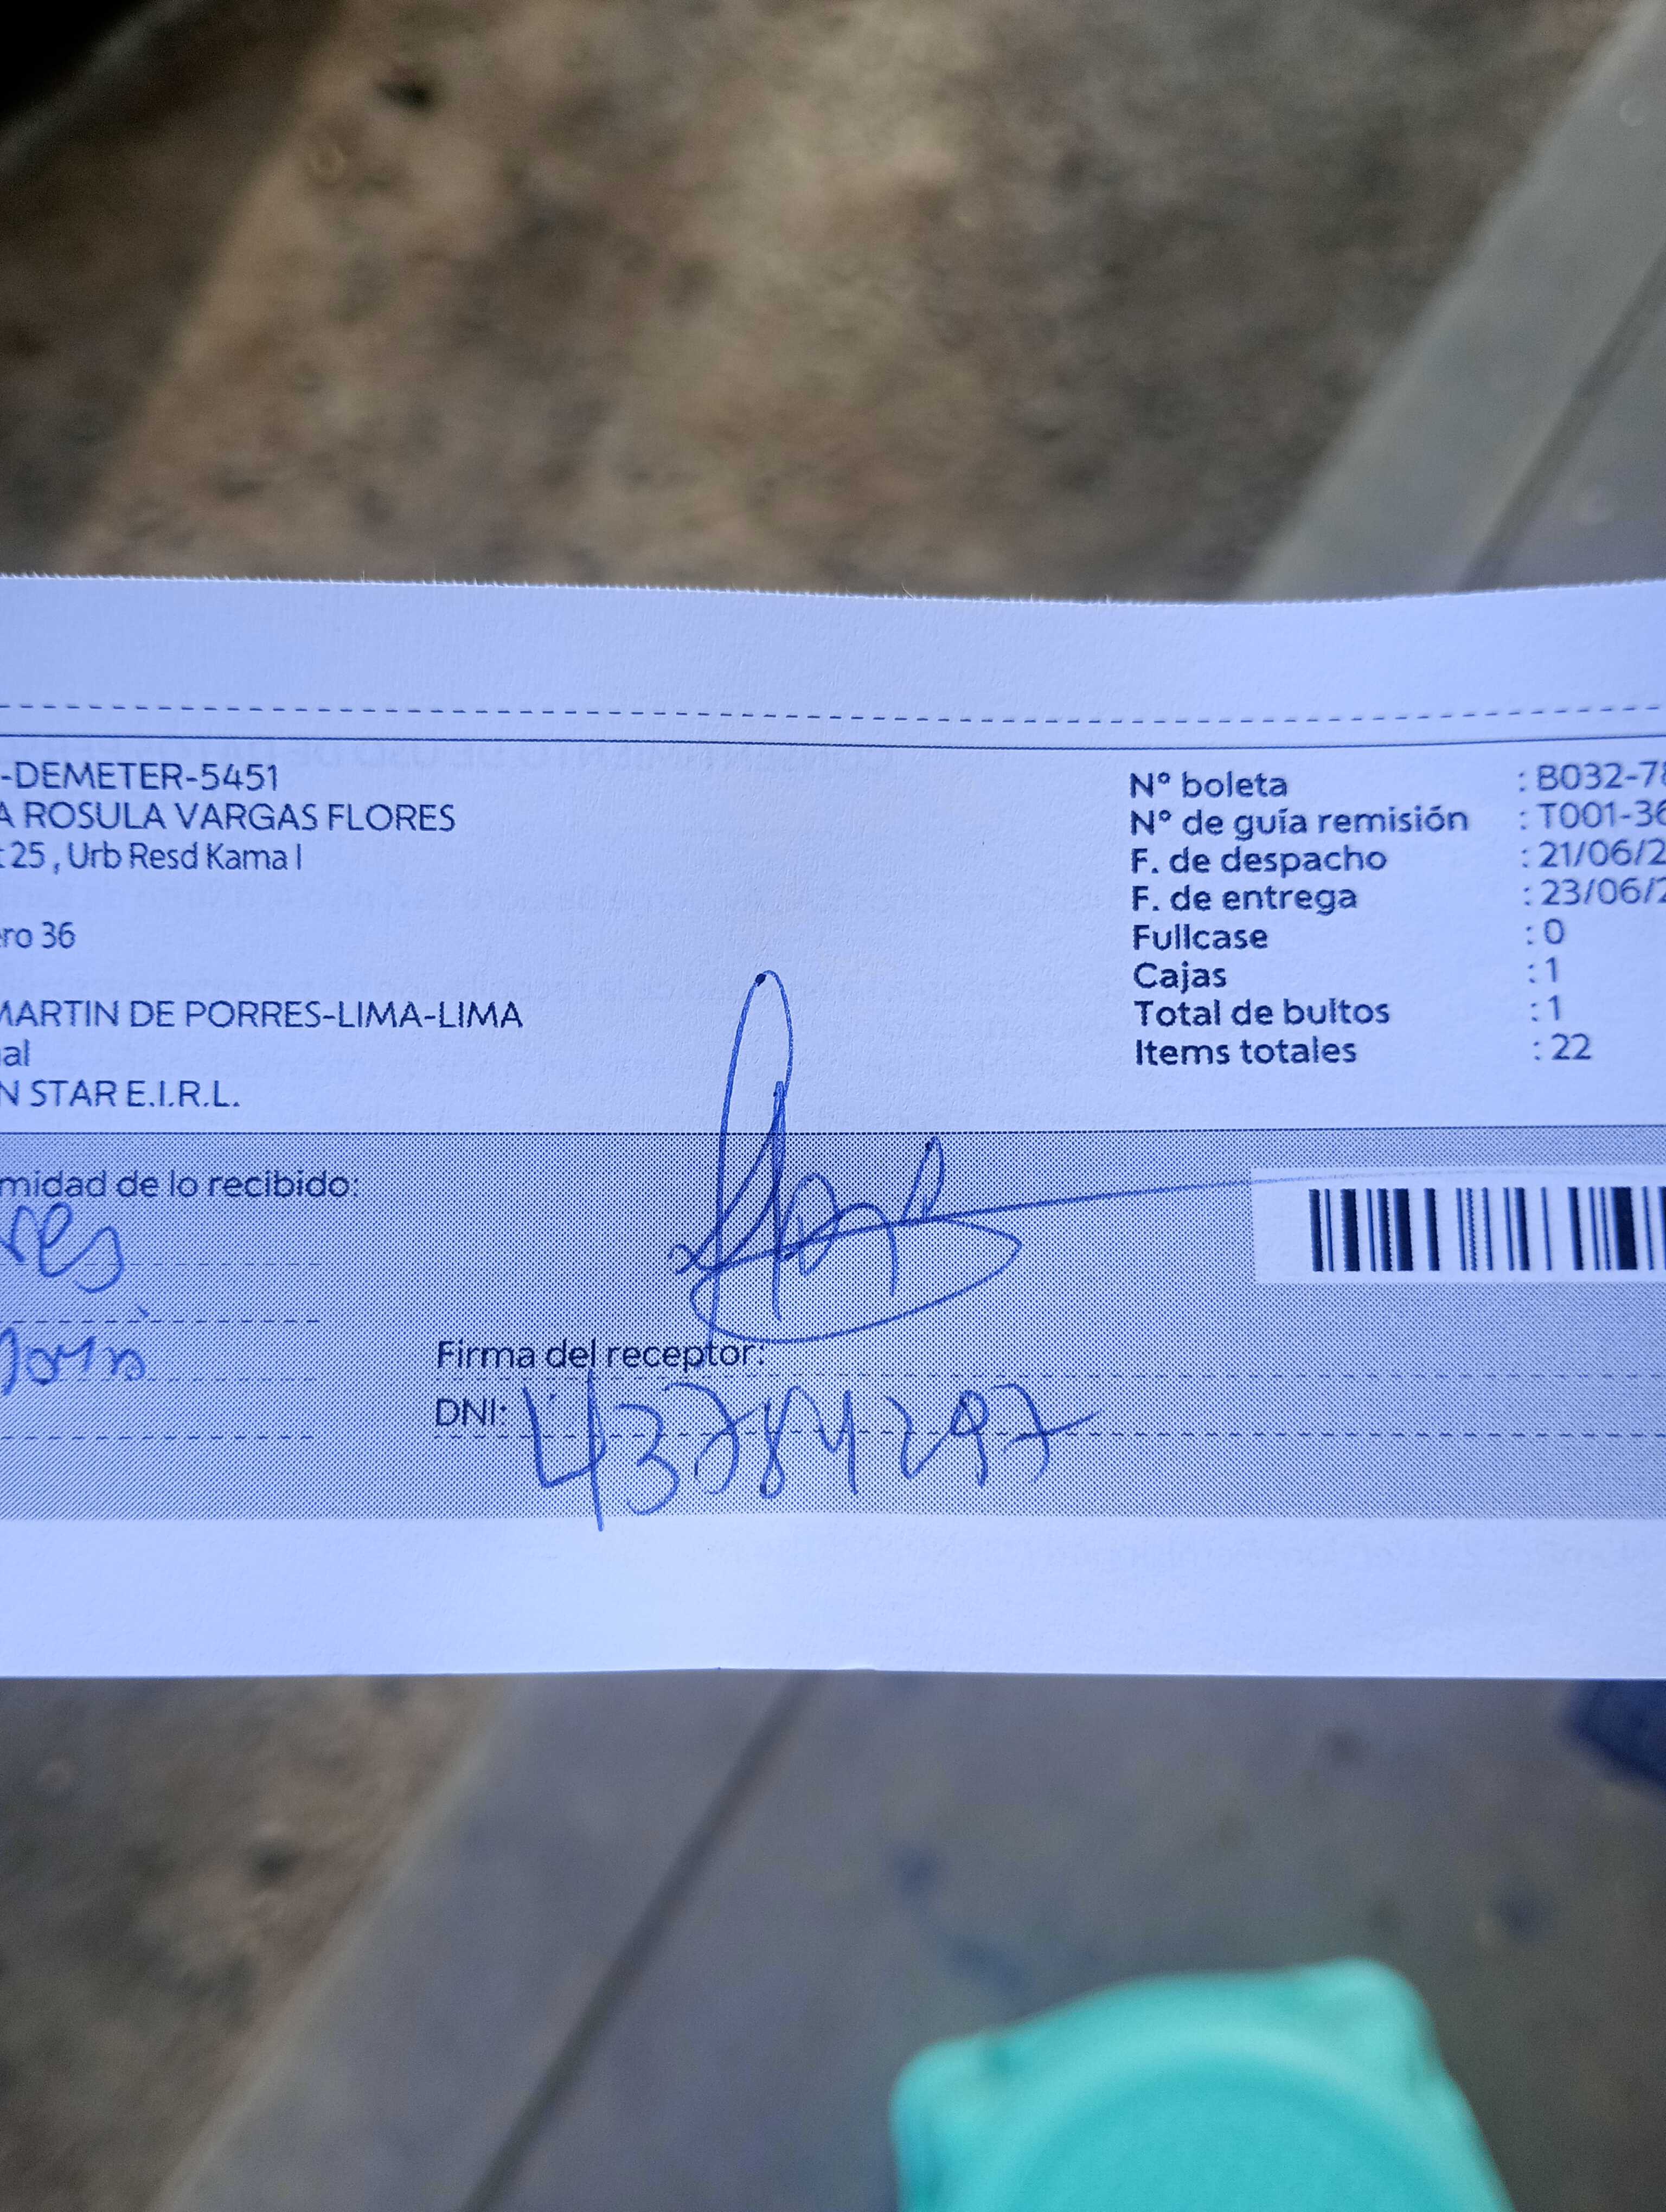 -DEMETER-5451
A ROSULA VARGAS FLORES
25, Urb Resd Kama I
ro 36
MARTIN DE PORRES-LIMA-LIMA
al
N STAR E.I.R.L.
N° boleta : B032-78
N° de guía remisión : T001-36
F. de despacho : 21/06/2
F. de entrega : 23/06/2
Fullcase : 0
Cajas : 1
Total de bultos : 1
Items totales : 22
midad de lo recibido:
res
Firma del receptor:
DNI: 43784297